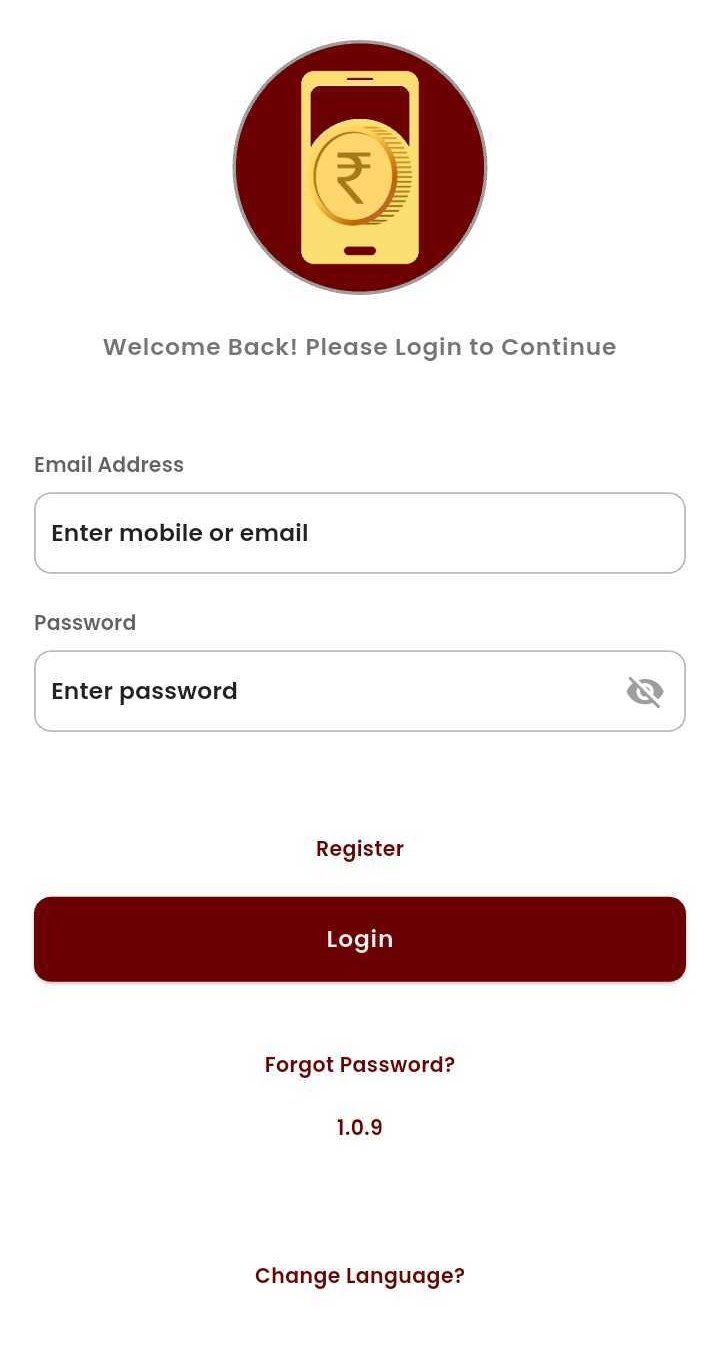 ₹
Welcome Back! Please Login to Continue
Email Address
Enter mobile or email
Password
Enter password
Register
Login
Forgot Password?
1.0.9
Change Language?